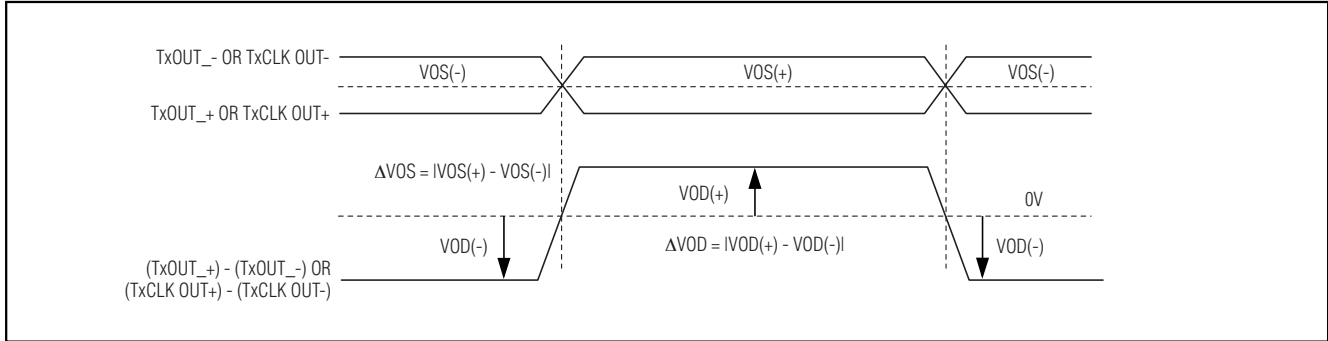 TxOUT_- OR TxCLK OUT-
VOS(-)
VOS(+)
VOS(-)
TxOUT_+ OR TxCLK OUT+
ΔVOS = |VOS(+) - VOS(-)|
VOD(+)
0V
VOD(-)
ΔVOD = |VOD(+) - VOD(-)|
VOD(-)
(TxOUT_+) - (TxOUT_-) OR
(TxCLK OUT+) - (TxCLK OUT-)